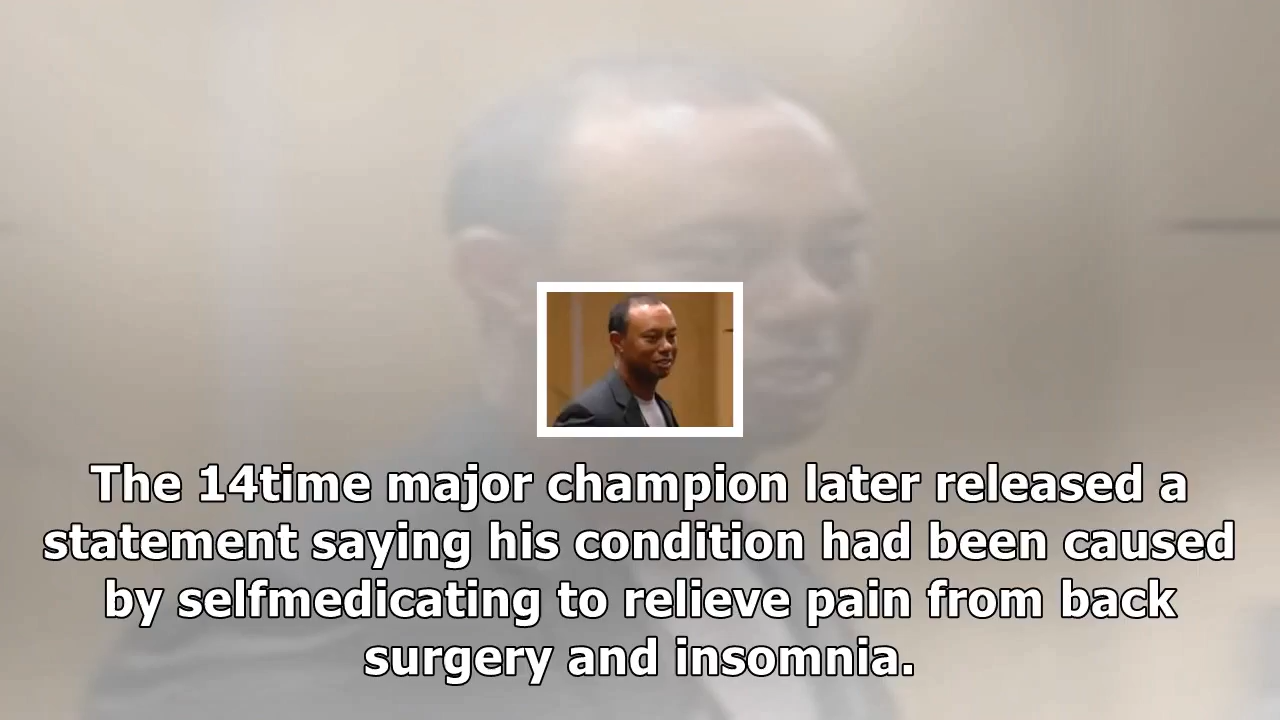 The 14time major champion later released a
statement saying his condition had been caused
by selfmedicating to relieve pain from back
surgery and insomnia.